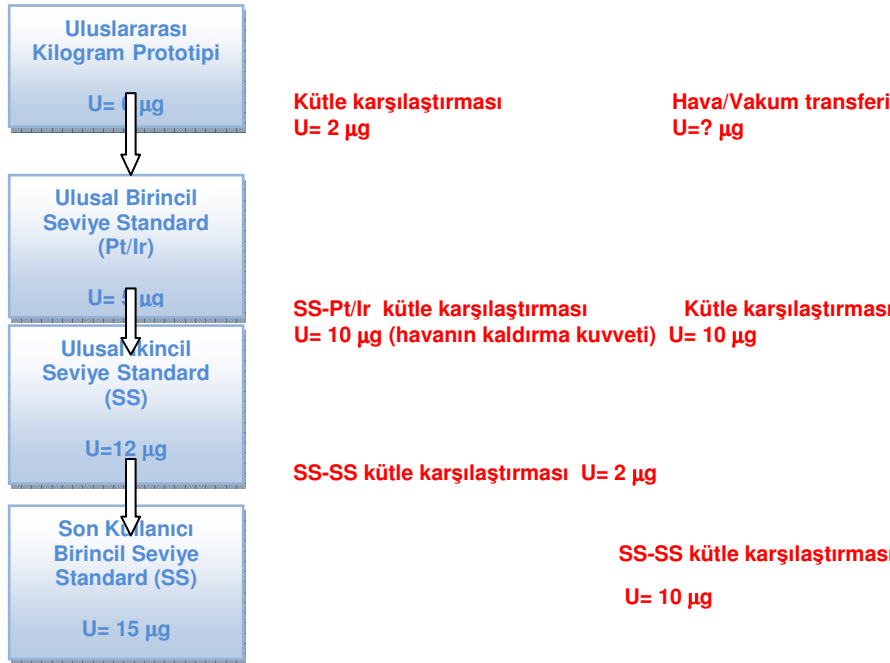 Uluslararası
Kilogram Prototipi
U= µg
Kütle karşılaştırması
U= 2 µg
Hava/Vakum transferi
U=? µg
Ulusal Birincil
Seviye Standard
(Pt/Ir)
U= µg
SS-Pt/Ir kütle karşılaştırması
U= 10 µg (havanın kaldırma kuvveti)
Kütle karşılaştırması
U= 10 µg
Ulusal İkincil
Seviye Standard
(SS)
U=12 µg
SS-SS kütle karşılaştırması U= 2 µg
Son Kullanıcı
Birincil Seviye
Standard (SS)
U= 15 µg
SS-SS kütle karşılaştırması
U= 10 µg